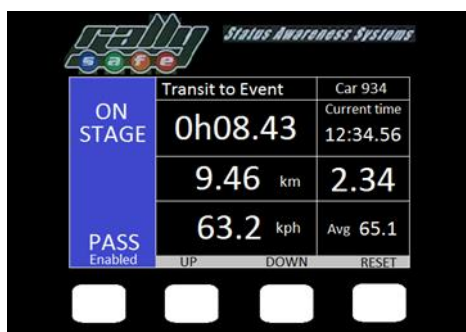 rally
safe
Status Awareness Systems
Transit to Event Car 934
ON STAGE
0h08.43
Current time
12:34.56
9.46 km
2.34
63.2 kph
Avg 65.1
PASS
Enabled
UP DOWN RESET